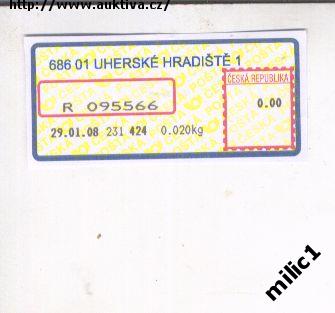 http://www.auktiva.cz/
686 01 UHERSKÉ HRADIŠTĚ 1
ČESKÁ REPUBLIKA
R 095566
0.00
29.01.08 231 424 0.020kg
milic1